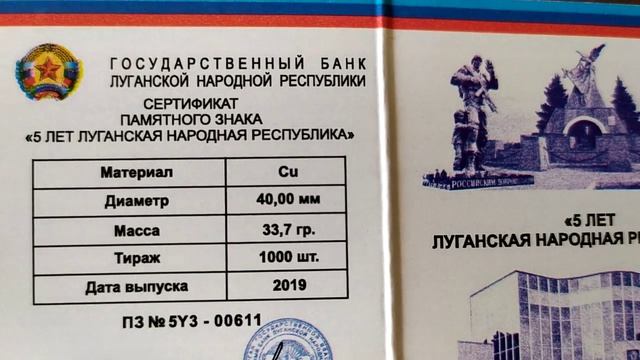 ГОСУДАРСТВЕННЫЙ БАНК
ЛУГАНСКОЙ НАРОДНОЙ РЕСПУБЛИКИ
СЕРТИФИКАТ
ПАМЯТНОГО ЗНАКА
«5 ЛЕТ ЛУГАНСКАЯ НАРОДНАЯ РЕСПУБЛИКА»
Материал Cu
Диаметр 40,00 мм
Масса 33,7 гр.
Тираж 1000 шт.
Дата выпуска 2019
ПЗ № 5УЗ - 00611
РОССИЙСКИМ
«5 ЛЕТ
ЛУГАНСКАЯ НАРОДНАЯ